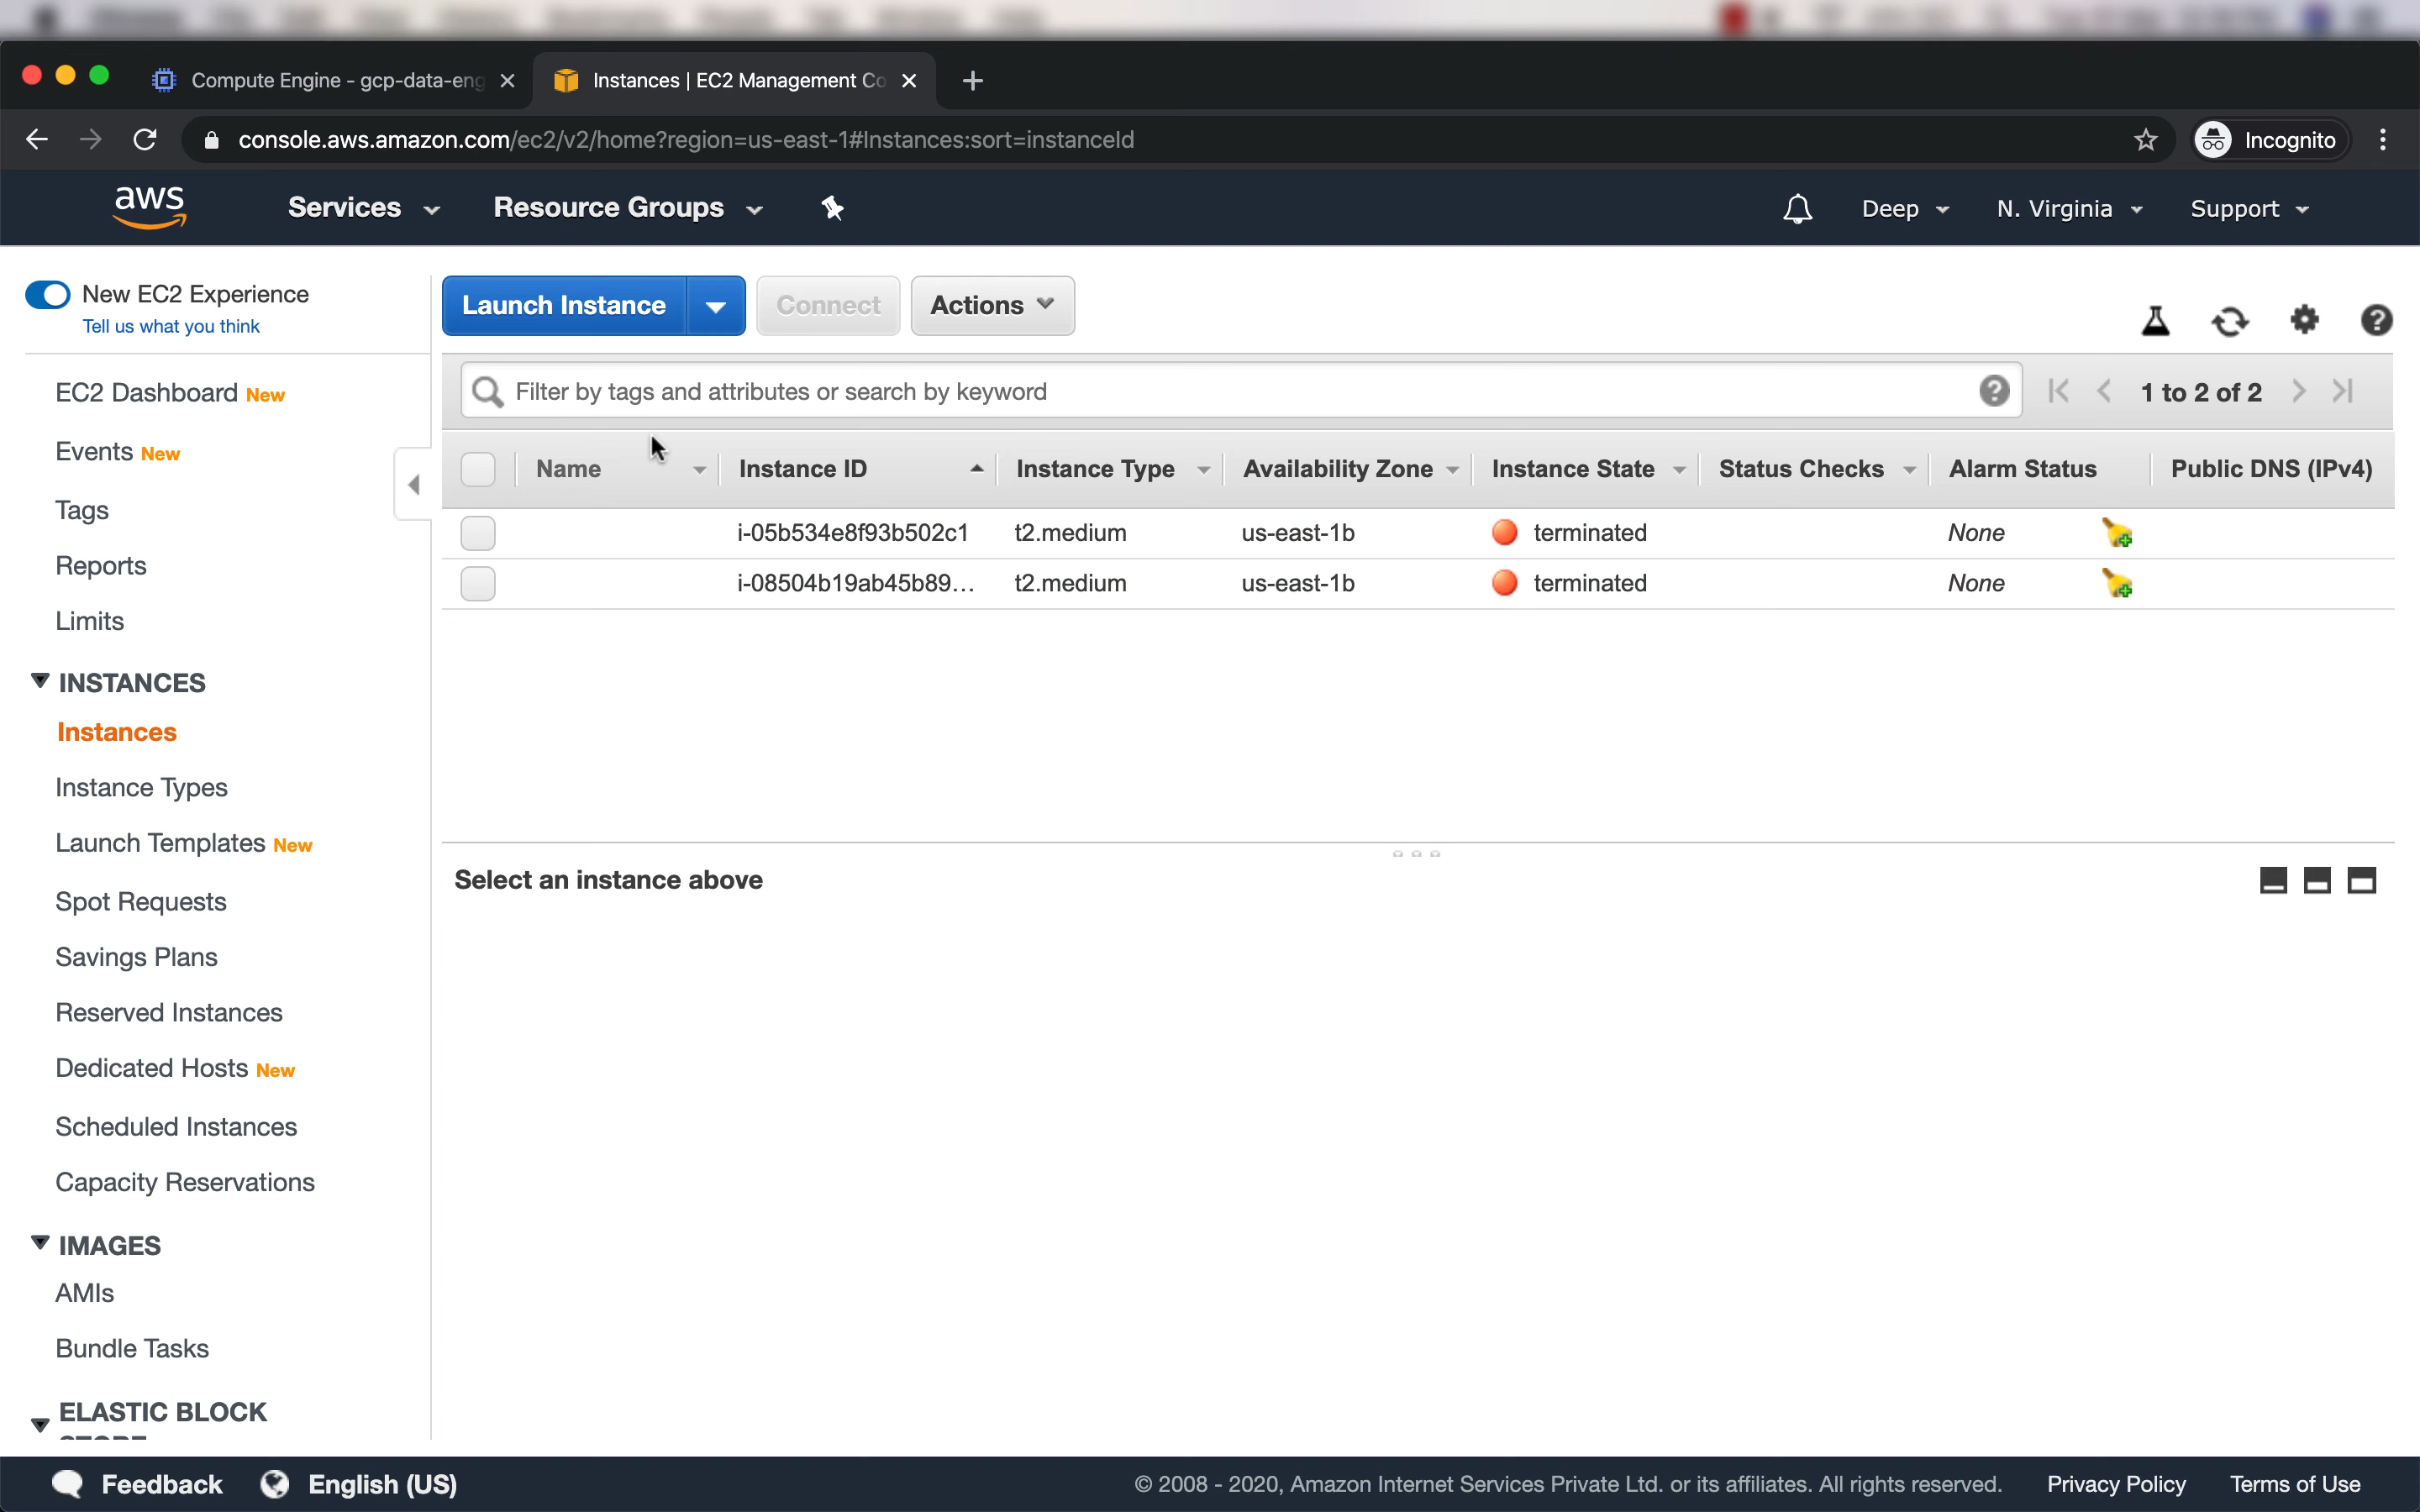 Compute Engine - gcp-data-eng
Instances | EC2 Management Co
console.aws.amazon.com/ec2/v2/home?region=us-east-1#Instances:sort=instanceId
Incognito
aws
Services
Resource Groups
Deep
N. Virginia
Support
New EC2 Experience
Tell us what you think
Launch Instance
Connect
Actions
EC2 Dashboard New
Events New
Tags
Reports
Limits
INSTANCES
Instances
Instance Types
Launch Templates New
Spot Requests
Savings Plans
Reserved Instances
Dedicated Hosts New
Scheduled Instances
Capacity Reservations
IMAGES
AMIs
Bundle Tasks
ELASTIC BLOCK
Filter by tags and attributes or search by keyword
1 to 2 of 2
Name Instance ID Instance Type Availability Zone Instance State Status Checks Alarm Status Public DNS (IPv4)
i-05b534e8f93b502c1 t2.medium us-east-1b terminated None
i-08504b19ab45b89... t2.medium us-east-1b terminated None
Select an instance above
Feedback
English (US)
© 2008 - 2020, Amazon Internet Services Private Ltd. or its affiliates. All rights reserved.
Privacy Policy
Terms of Use